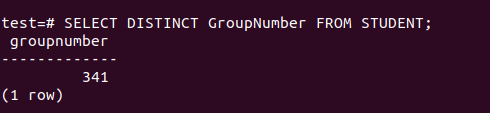 test=# SELECT DISTINCT GroupNumber FROM STUDENT;
 groupnumber
-------------
         341
(1 row)